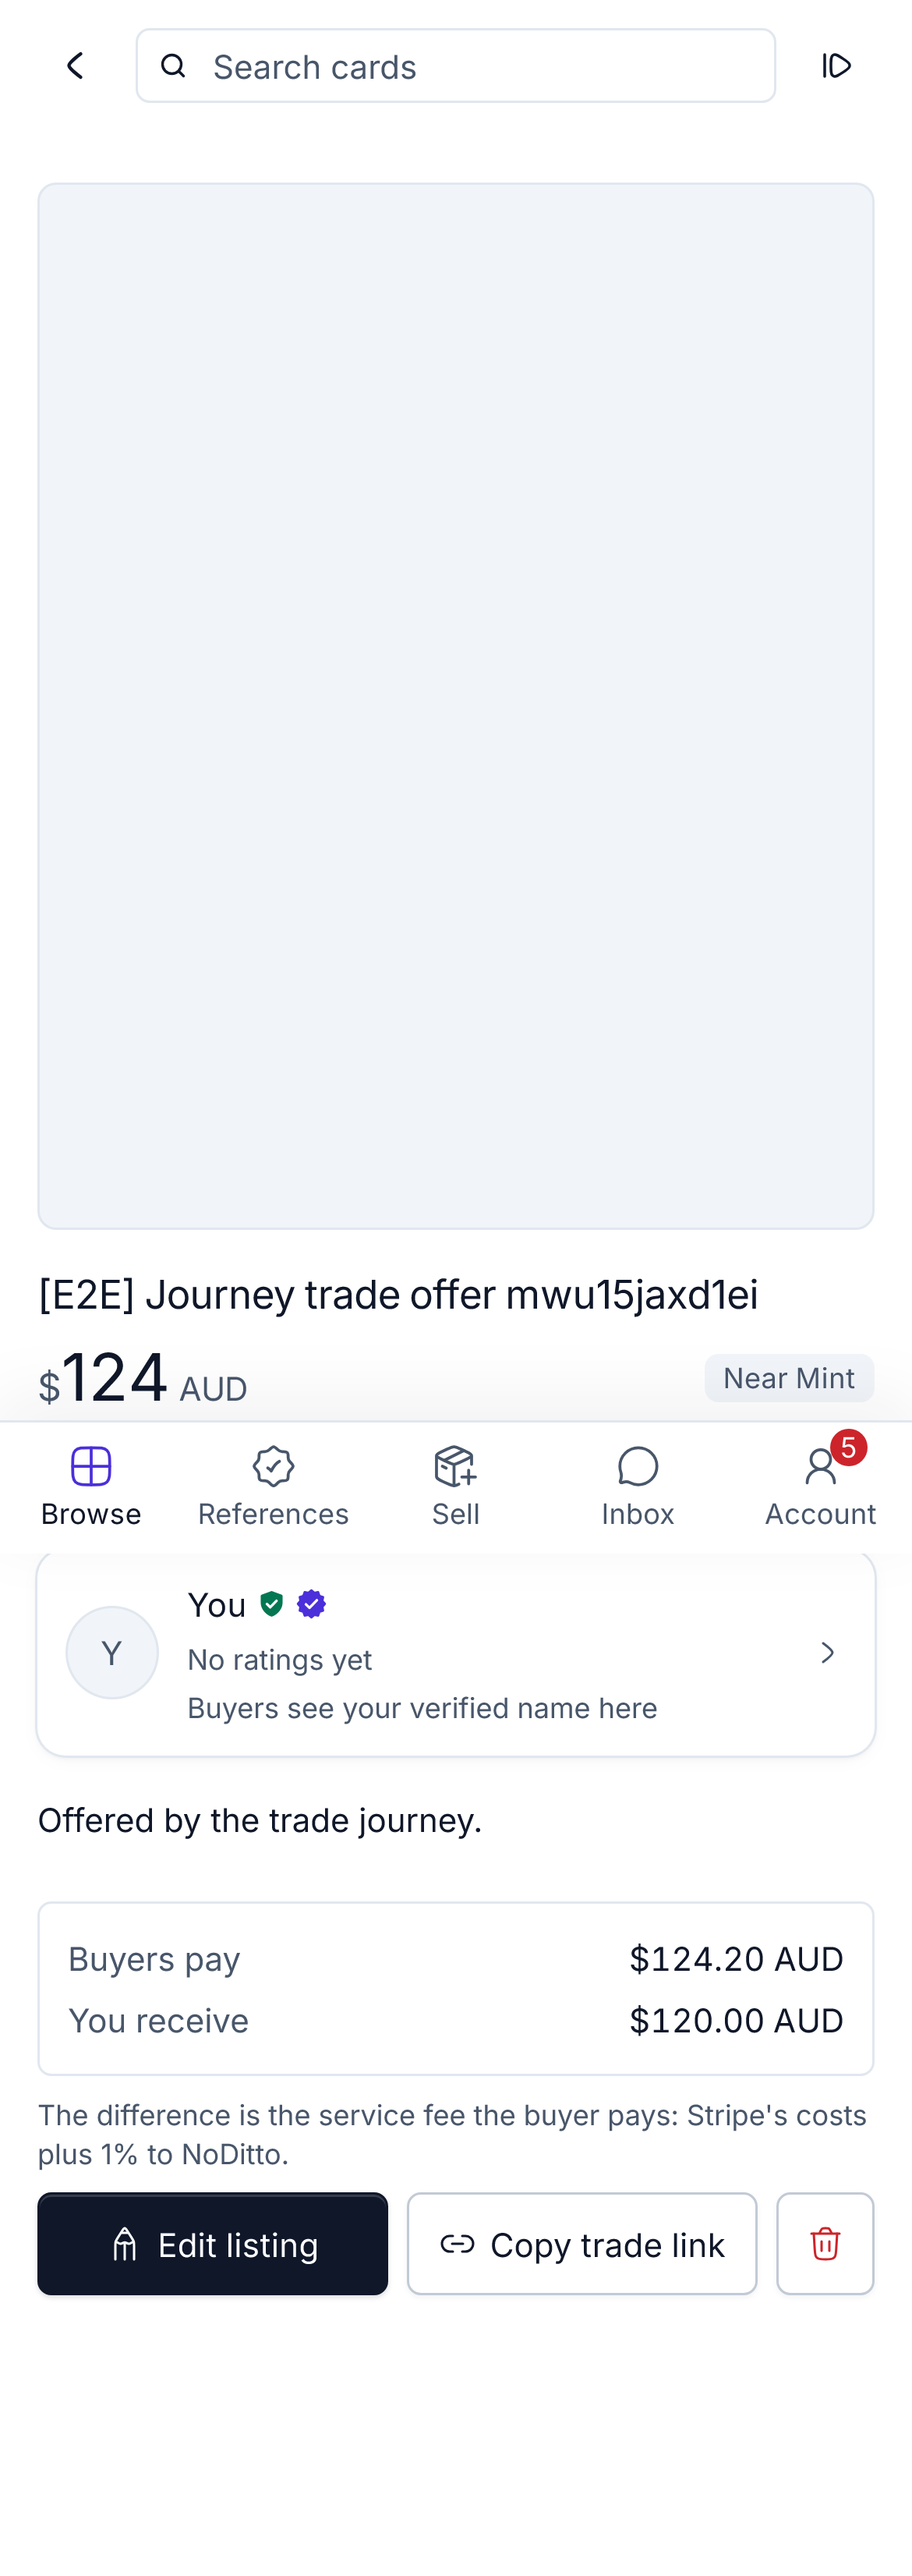 Search cards
[E2E] Journey trade offer mwu15jaxd1ei
$124 AUD
Near Mint
Browse
References
Sell
Inbox
5
Account
Y
You
No ratings yet
Buyers see your verified name here
Offered by the trade journey.
Buyers pay
$124.20 AUD
You receive
$120.00 AUD
The difference is the service fee the buyer pays: Stripe's costs
plus 1% to NoDitto.
Edit listing
Copy trade link